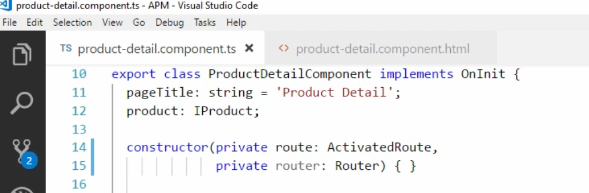 product-detail.component.ts - APM - Visual Studio Code
File Edit Selection View Go Debug Tasks Help
TS product-detail.component.ts × <> product-detail.component.html
10 export class ProductDetailComponent implements OnInit {
11 pageTitle: string = 'Product Detail';
12 product: IProduct;
13
14 constructor(private route: ActivatedRoute,
15 private router: Router) { }
16
2